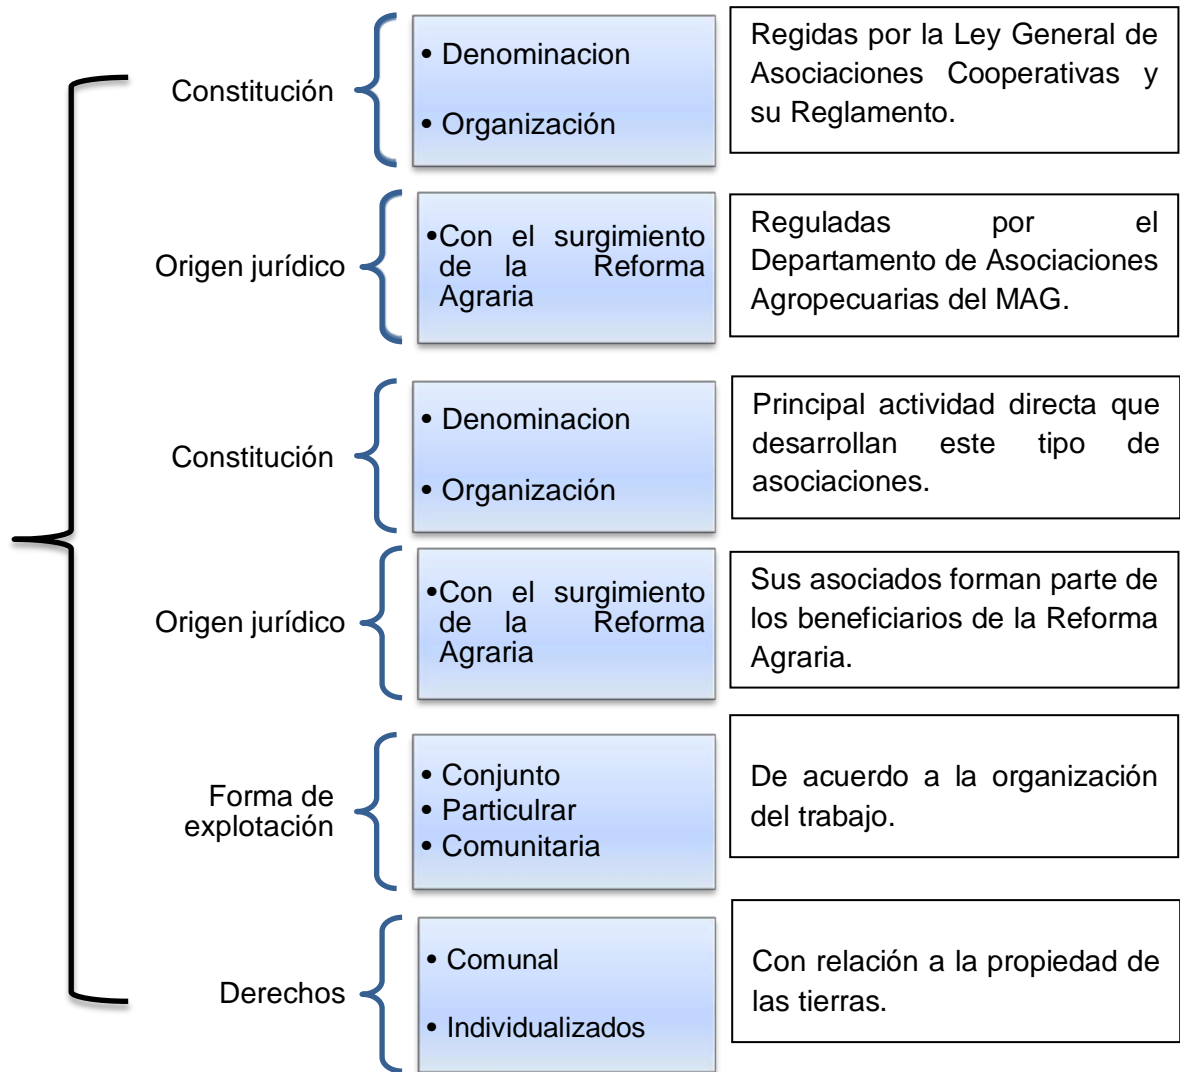 Constitución
• Denominacion
• Organización
Regidas por la Ley General de
Asociaciones Cooperativas y
su Reglamento.
Origen jurídico
•Con el surgimiento
de la Reforma
Agraria
Reguladas por el
Departamento de Asociaciones
Agropecuarias del MAG.
Constitución
• Denominacion
• Organización
Principal actividad directa que
desarrollan este tipo de
asociaciones.
Origen jurídico
•Con el surgimiento
de la Reforma
Agraria
Sus asociados forman parte de
los beneficiarios de la Reforma
Agraria.
Forma de
explotación
• Conjunto
• Particulrar
• Comunitaria
De acuerdo a la organización
del trabajo.
Derechos
• Comunal
• Individualizados
Con relación a la propiedad de
las tierras.